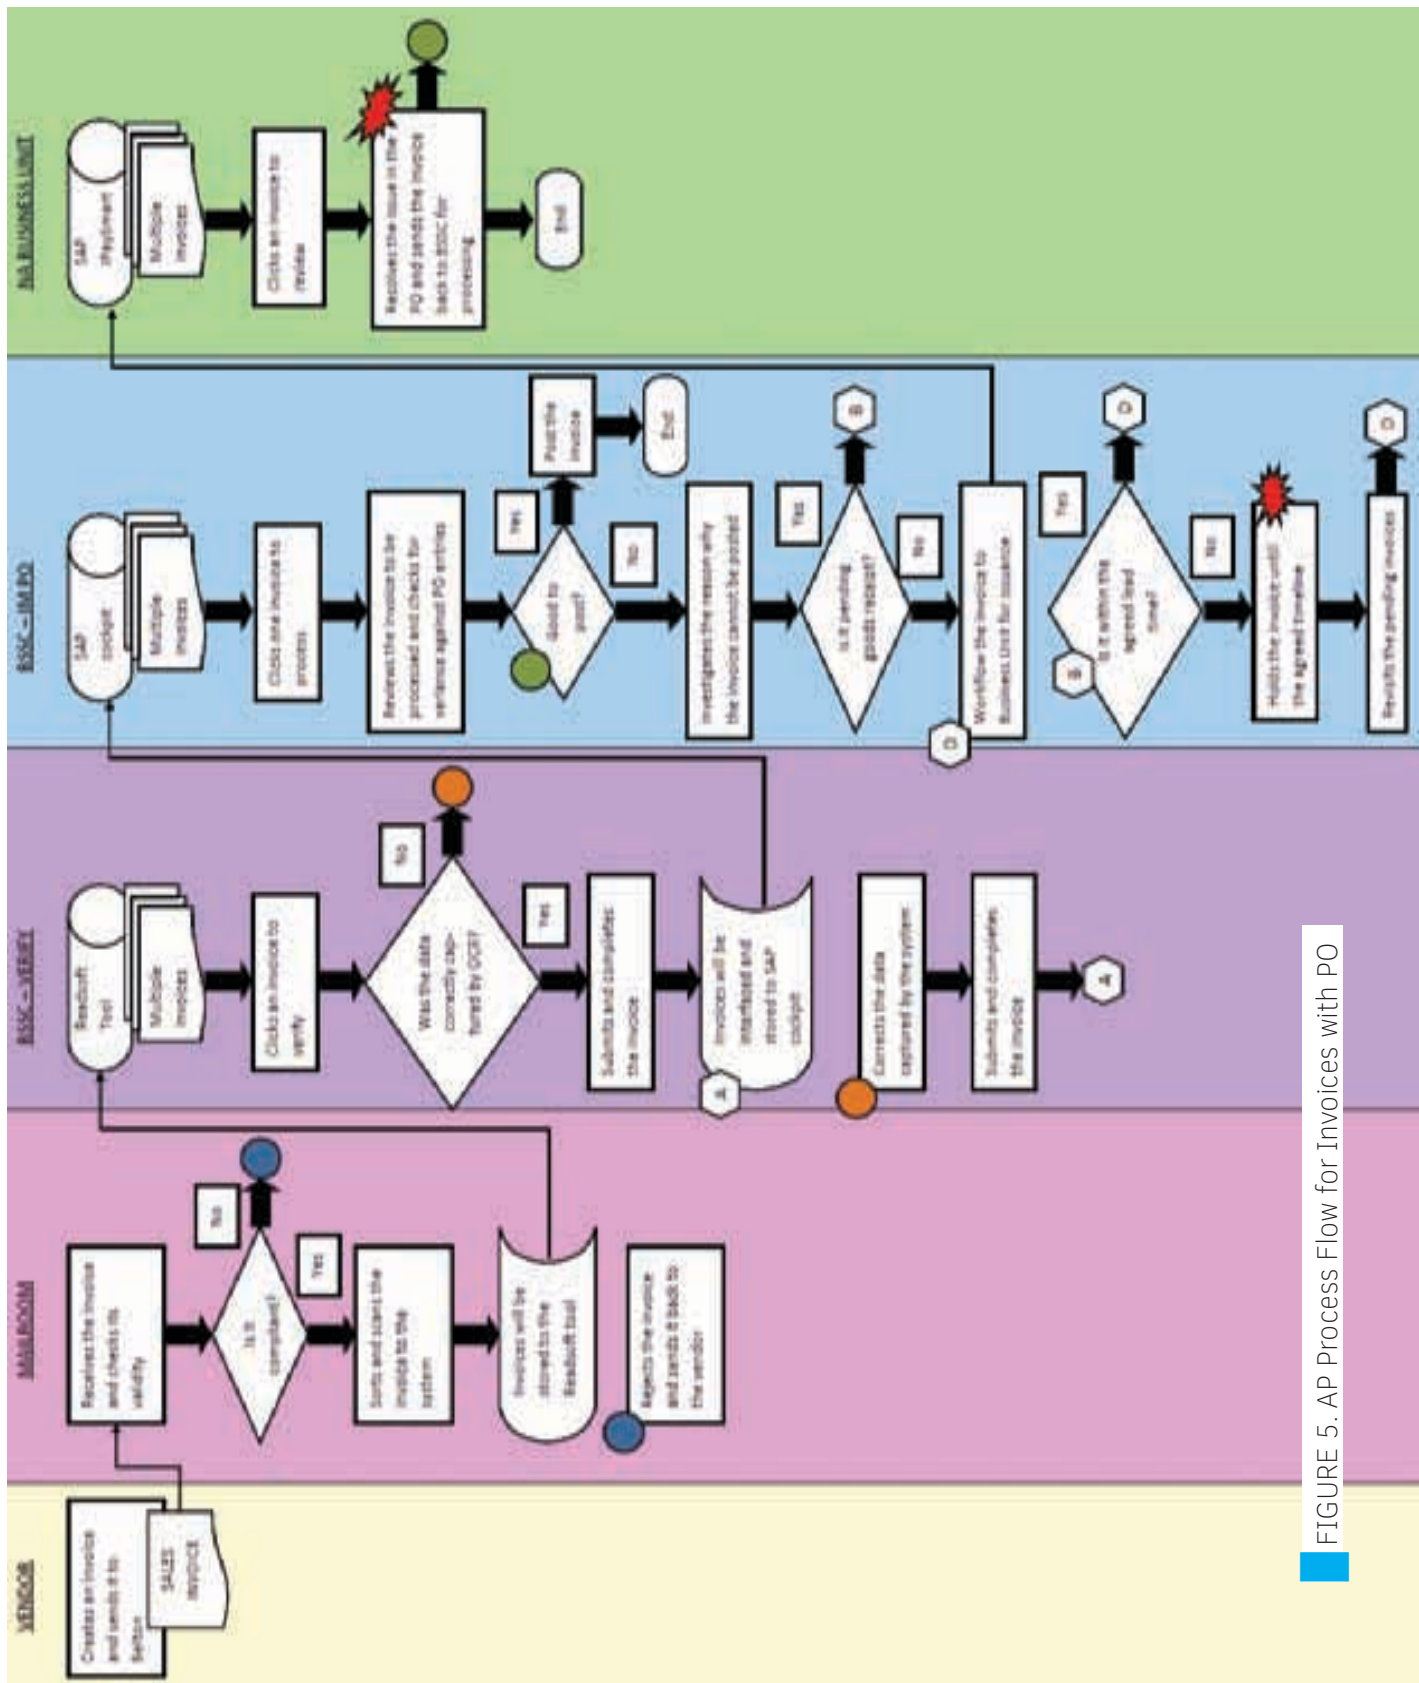 VENDOR
Creates an invoice
and sends it to
SALES
INVOICE
MAILROOM
Receives the invoice
and checks its
validity
Is it
compliant?
No
Yes
Sorts and scans the
invoice to the
system
Invoices will be
stored to the
Readsoft tool
Rejects the invoice
and sends it back to
the vendor
BSSC – VERIFY
Readsoft
Tool
Multiple
Invoices
Clicks an invoice to
verify
Was the data
correctly cap-
tured by OCR?
No
Yes
Submits and completes
the invoice
Invoices will be
interfaced and
stored to SAP
cockpit
A
Corrects the data
captured by the system
Submits and completes
the invoice
A
BSSC – IM PO
SAP
cockpit
Multiple
Invoices
Clicks one invoice to
process
Reviews the invoice to be
processed and checks for
variance against PO entries
Good to
post?
Yes
Post the
invoice
End
No
Investigates the reason why
the invoice cannot be posted
Is it pending
goods receipt?
Yes
B
No
D
Workflow the invoice to
Business Unit for issuance
B
Is it within the
agreed lead
time?
Yes
D
No
Holds the invoice until
the agreed timeline
Revisits the pending invoices
D
NA BUSINESS UNIT
SAP
iPaySmart
Multiple
Invoices
Clicks an invoice to
review
Resolves the issue in the
PO and sends the invoice
back to BSSC for
processing
End
FIGURE 5. AP Process Flow for Invoices with PO